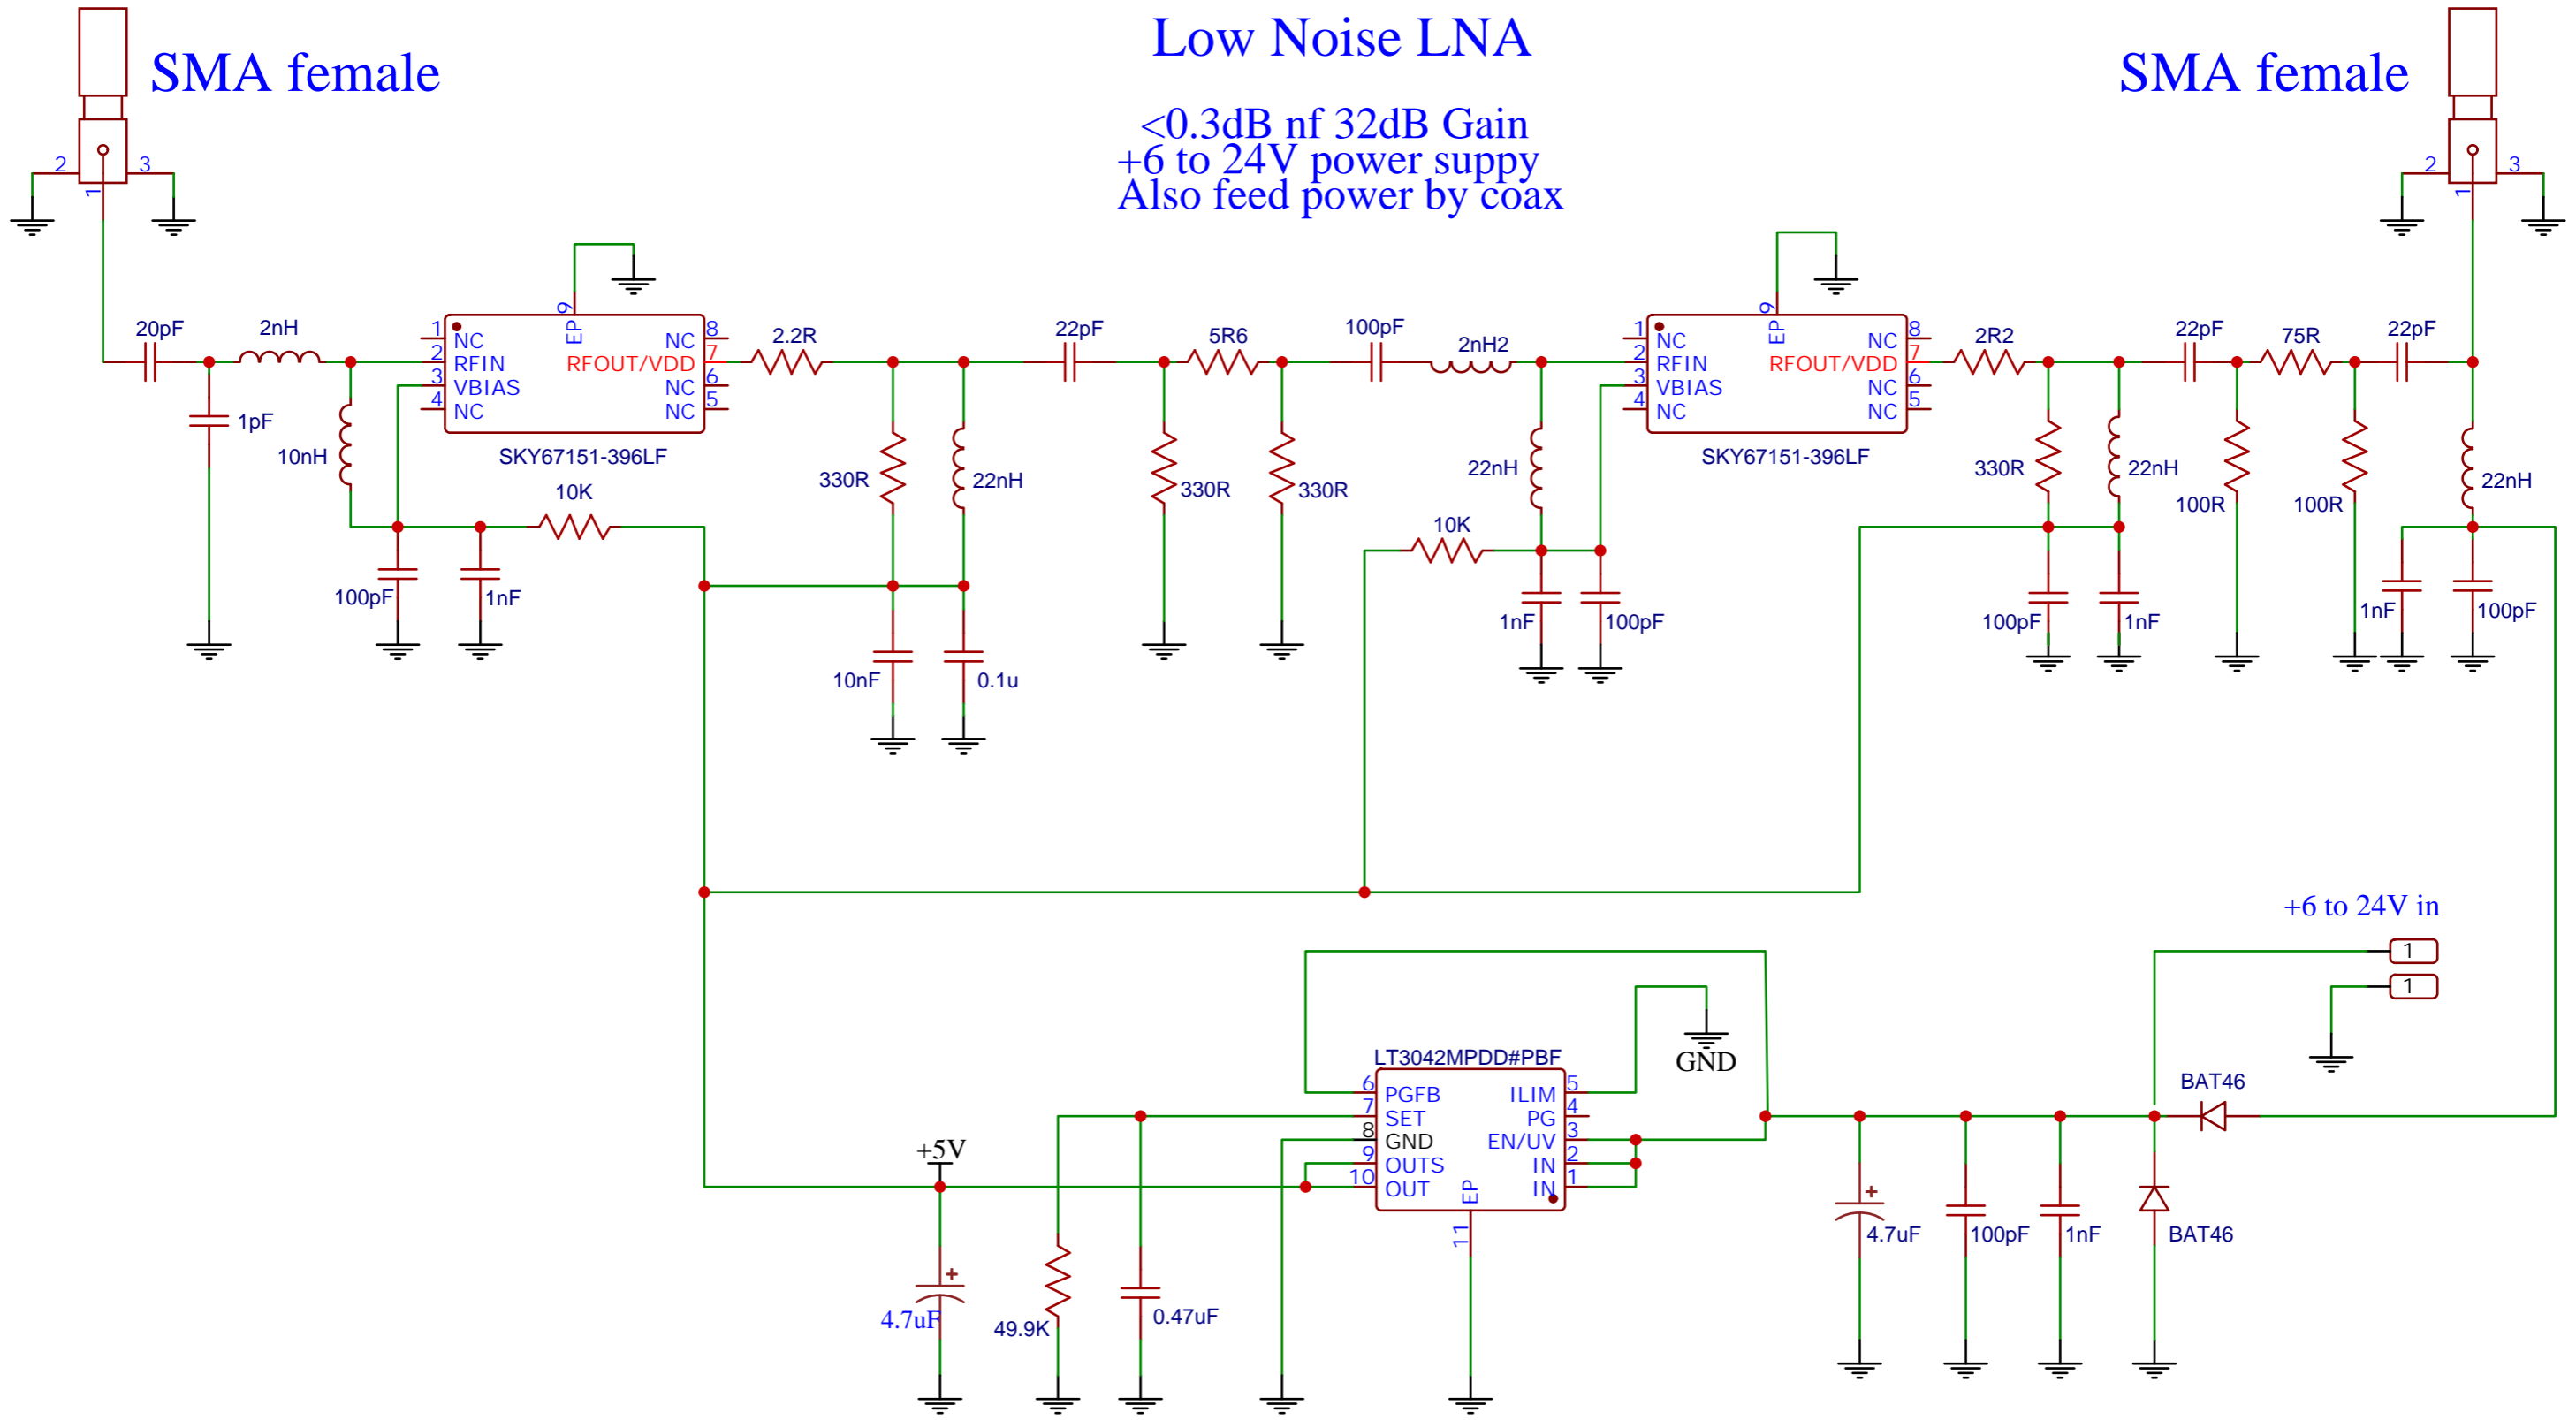 Low Noise LNA
SMA female
SMA female
<0.3dB nf 32dB Gain
+6 to 24V power suppy
Also feed power by coax
2
3
1
2
3
1
20pF
2nH
1pF
10nH
10K
100pF
1nF
9
EP
1
NC
2
RFIN
3
VBIAS
4
NC
NC
8
RFOUT/VDD
7
NC
6
NC
5
SKY67151-396LF
2.2R
330R
22nH
10nF
0.1u
22pF
5R6
330R
330R
100pF
2nH2
22nH
10K
1nF
100pF
9
EP
1
NC
2
RFIN
3
VBIAS
4
NC
NC
8
RFOUT/VDD
7
NC
6
NC
5
SKY67151-396LF
2R2
330R
22nH
100pF
1nF
22pF
75R
22pF
100R
100R
22nH
1nF
100pF
+6 to 24V in
1
1
GND
LT3042MPDD#PBF
6
PGFB
7
SET
8
GND
9
OUTS
10
OUT
ILIM
5
PG
4
EN/UV
3
IN
2
IN
1
EP
11
+5V
4.7uF
49.9K
0.47uF
BAT46
4.7uF
100pF
1nF
BAT46